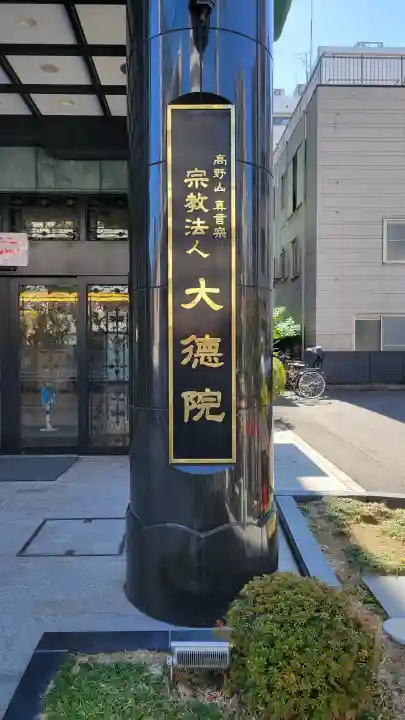 高野山 真言宗
宗教法人
大徳院